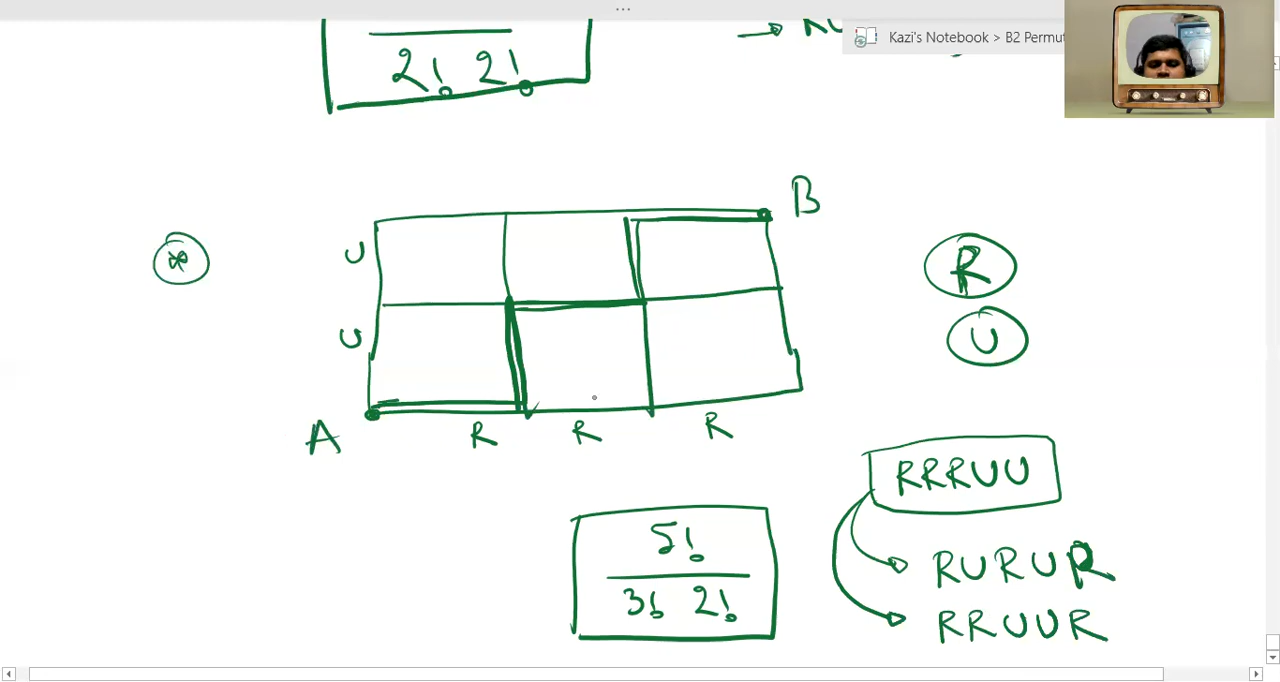 Kazi's Notebook > B2 Permut
2! 2!
B
U
R
U
U
A
R R R
RRRUU
5!
3! 2!
RURUR
RRUUR